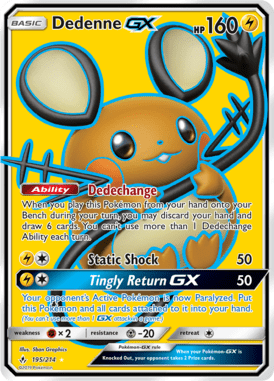 BASIC Dedenne GX HP160
Ability Dedechange
When you play this Pokémon from your hand onto your
Bench during your turn, you may discard your hand and
draw 6 cards. You can't use more than 1 Dedechange
Ability each turn.
Static Shock 50
Tingly Return GX 50
Your opponent's Active Pokémon is now Paralyzed. Put
this Pokémon and all cards attached to it into your hand.
(You can't use more than 1 GX attack in a game.)
weakness ×2 resistance -20 retreat
Illus. 5ban Graphics
Pokémon-GX rule
When your Pokémon-GX is
195/214
Knocked Out, your opponent takes 2 Prize cards.
©2019 Pokémon